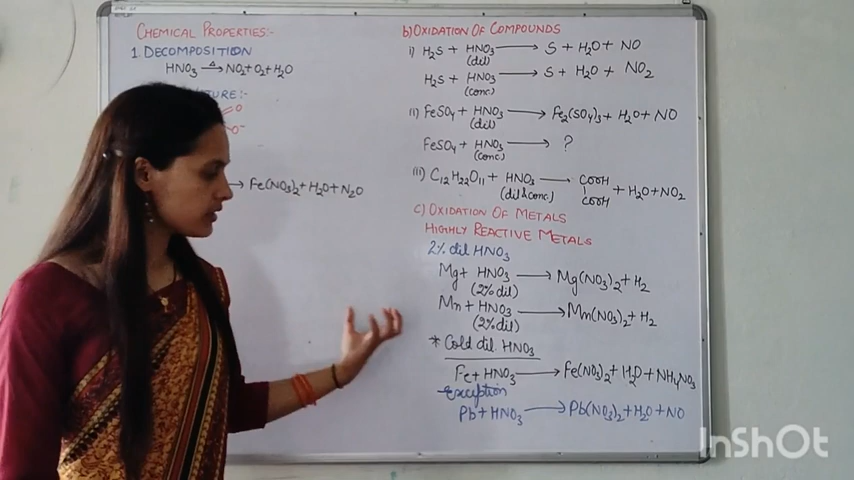 CHEMICAL PROPERTIES:-
1. DECOMPOSITION
HNO₃ —Δ→ NO₂ + O₂ + H₂O
TURE:-
O
O⁻
→ Fe(NO₃)₂ + H₂O + N₂O
b) OXIDATION OF COMPOUNDS
i) H₂S + HNO₃ → S + H₂O + NO
(dil)
H₂S + HNO₃ → S + H₂O + NO₂
(conc)
ii) FeSO₄ + HNO₃ → Fe₂(SO₄)₃ + H₂O + NO
(dil)
FeSO₄ + HNO₃ → ?
(conc)
iii) C₁₂H₂₂O₁₁ + HNO₃ → COOH
(dil & conc.) | + H₂O + NO₂
COOH
c) OXIDATION OF METALS
HIGHLY REACTIVE METALS
2% dil HNO₃
Mg + HNO₃ → Mg(NO₃)₂ + H₂
(2% dil)
Mn + HNO₃ → Mn(NO₃)₂ + H₂
(2% dil)
* Cold dil. HNO₃
Fe + HNO₃ → Fe(NO₃)₂ + H₂O + NH₄NO₃
Exception
Pb + HNO₃ → Pb(NO₃)₂ + H₂O + NO
InShOt